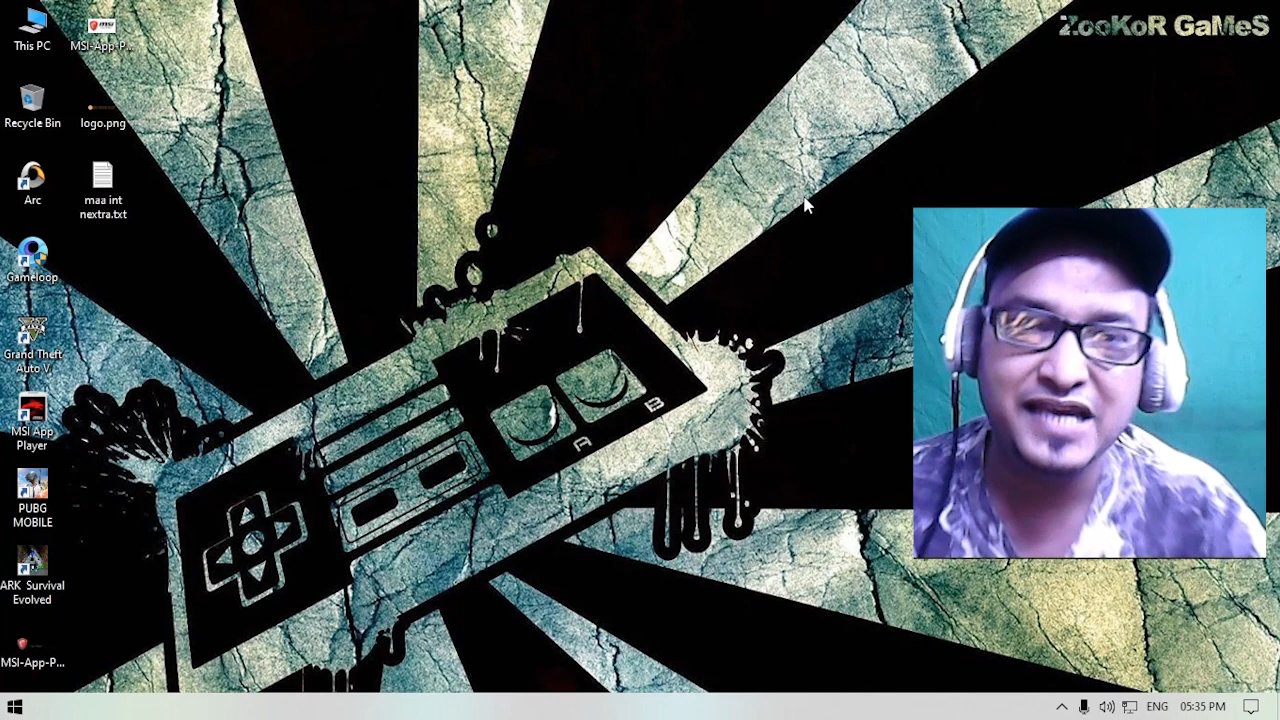 This PC
MSI-App-P...
ZooKoR GaMeS
msi
Recycle Bin
logo.png
Arc
maa int
nextra.txt
Gameloop
Grand Theft
Auto V
MSI App
Player
PUBG
MOBILE
ARK Survival
Evolved
MSI-App-P...
A
B
ENG
05:35 PM